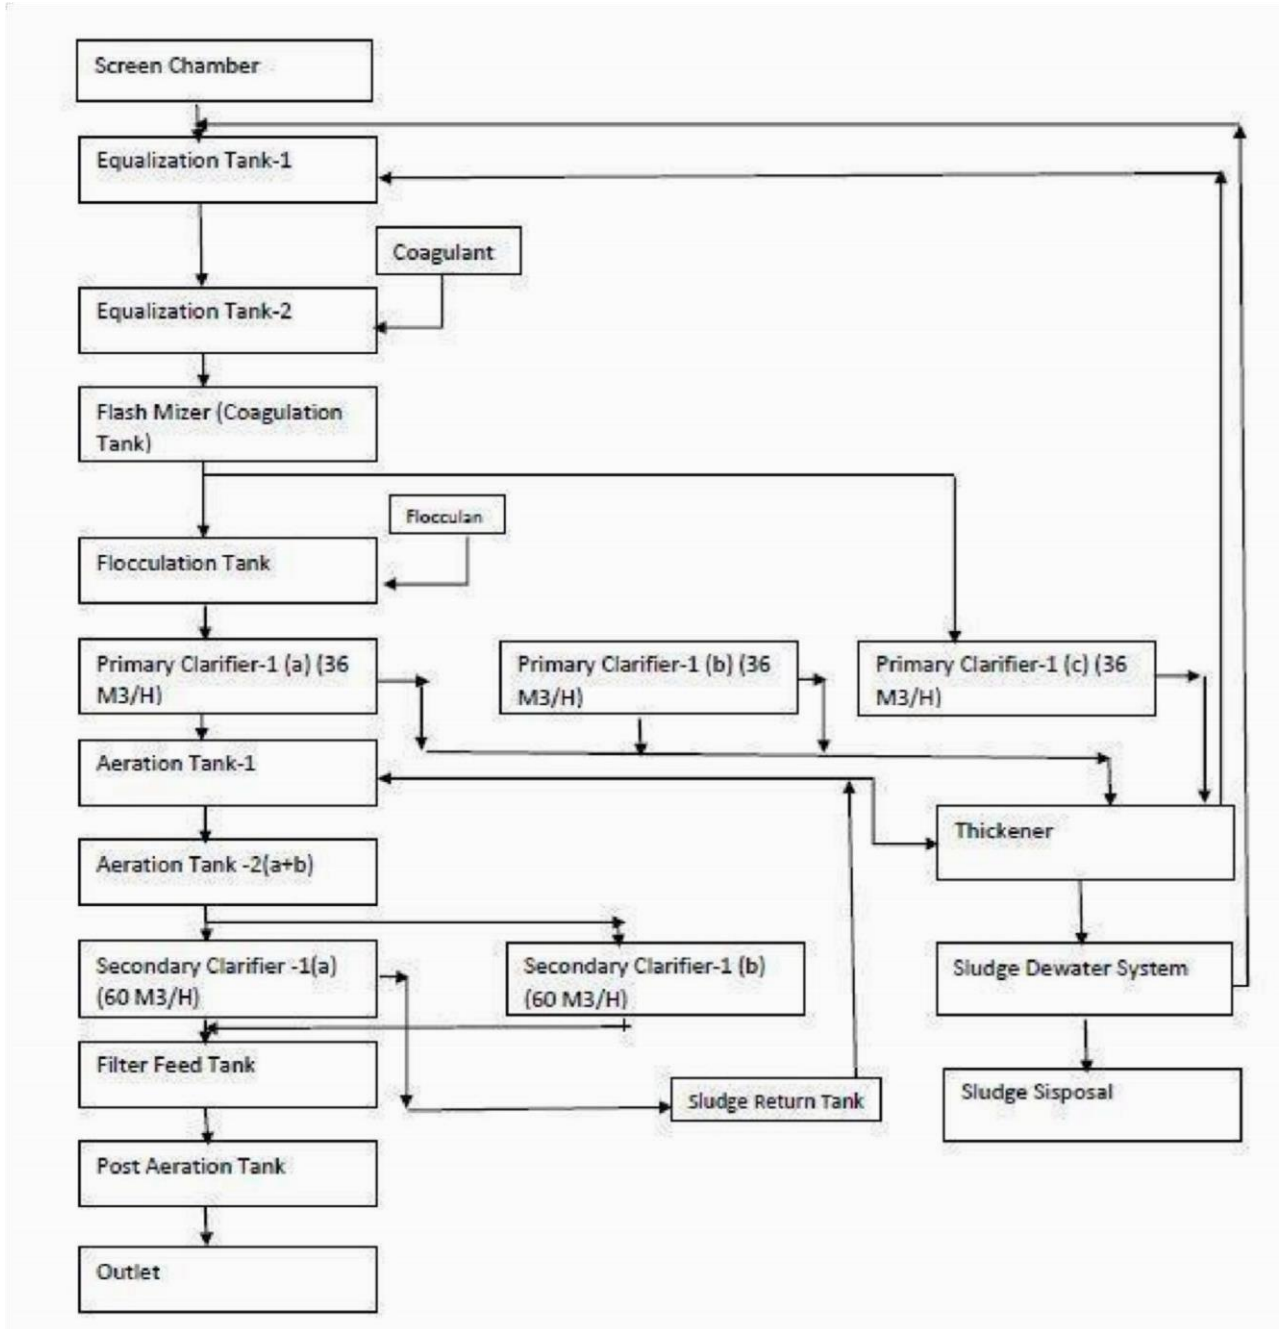 Screen Chamber
Equalization Tank-1
Coagulant
Equalization Tank-2
Flash Mizer (Coagulation
Tank)
Flocculan
Flocculation Tank
Primary Clarifier-1 (a) (36
M3/H)
Primary Clarifier-1 (b) (36
M3/H)
Primary Clarifier-1 (c) (36
M3/H)
Aeration Tank-1
Thickener
Aeration Tank -2(a+b)
Secondary Clarifier -1(a)
(60 M3/H)
Secondary Clarifier-1 (b)
(60 M3/H)
Sludge Dewater System
Filter Feed Tank
Sludge Return Tank
Sludge Sisposal
Post Aeration Tank
Outlet